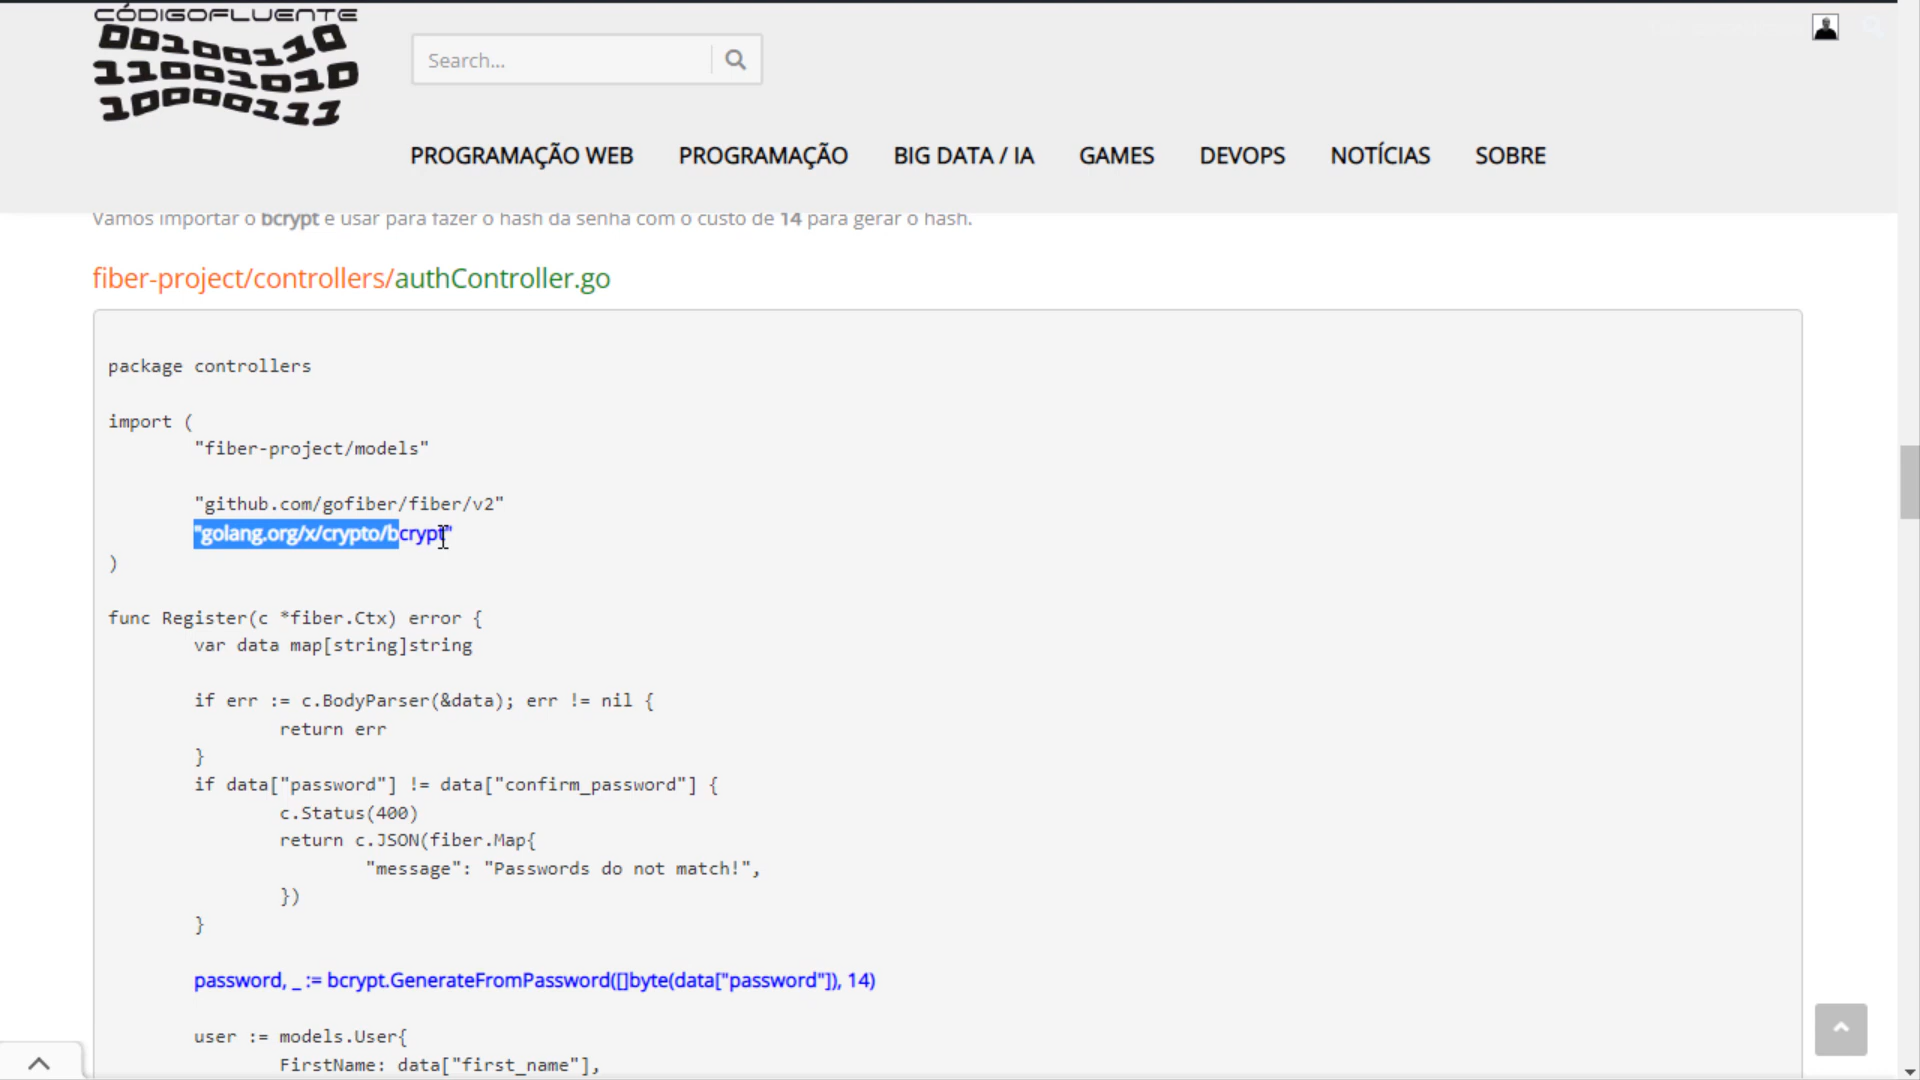 CÓDIGOFLUENTE
00100110
11001010
10000111
Search...
PROGRAMAÇÃO WEB PROGRAMAÇÃO BIG DATA / IA GAMES DEVOPS NOTÍCIAS SOBRE
Vamos importar o bcrypt e usar para fazer o hash da senha com o custo de 14 para gerar o hash.
fiber-project/controllers/authController.go
package controllers
import (
"fiber-project/models"
"github.com/gofiber/fiber/v2"
"golang.org/x/crypto/bcrypt"
)
func Register(c *fiber.Ctx) error {
var data map[string]string
if err := c.BodyParser(&data); err != nil {
return err
}
if data["password"] != data["confirm_password"] {
c.Status(400)
return c.JSON(fiber.Map{
"message": "Passwords do not match!",
})
}
password, _ := bcrypt.GenerateFromPassword([]byte(data["password"]), 14)
user := models.User{
FirstName: data["first_name"],